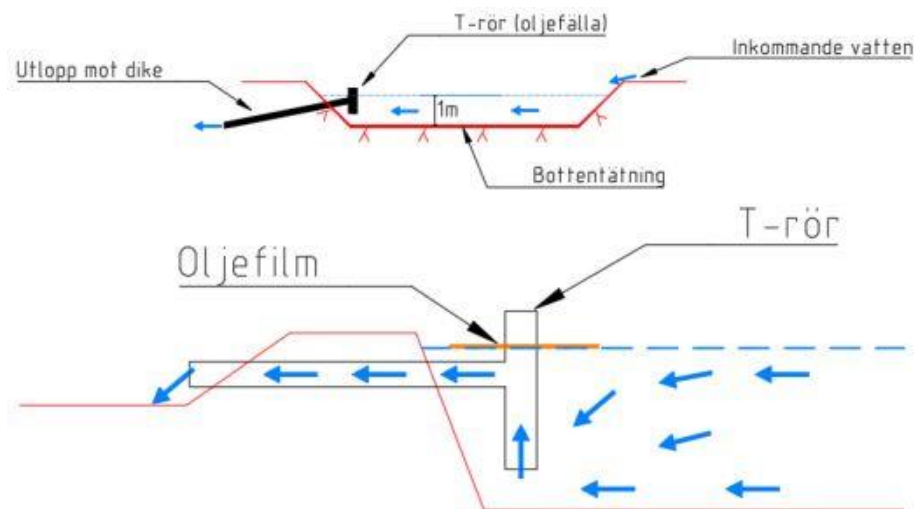 T-rör (oljefälla)
Inkommande vatten
Utlopp mot dike
1m
Bottentätning
T-rör
Oljefilm